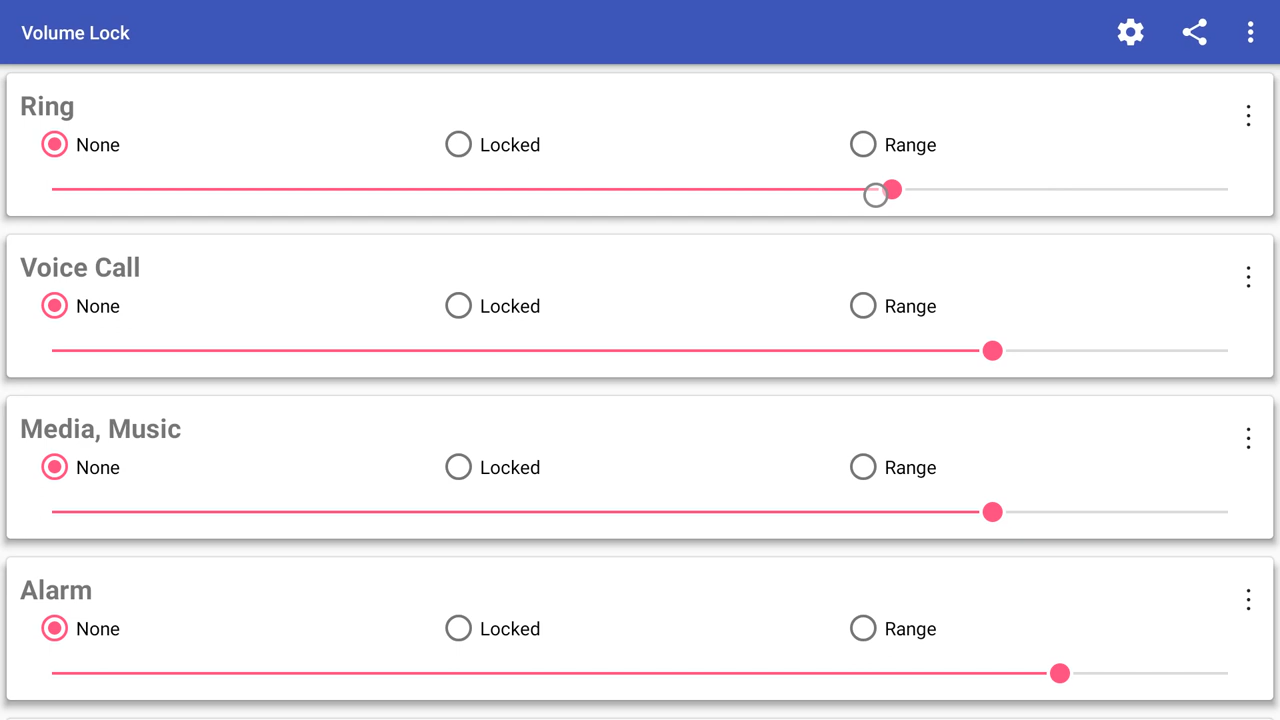 Volume Lock
Ring
None Locked Range
Voice Call
None Locked Range
Media, Music
None Locked Range
Alarm
None Locked Range